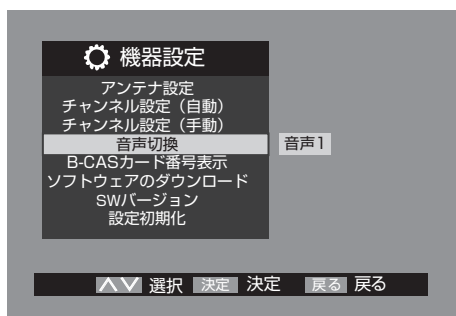 機器設定
アンテナ設定
チャンネル設定（自動）
チャンネル設定（手動）
音声切換 音声1
B-CASカード番号表示
ソフトウェアのダウンロード
SWバージョン
設定初期化
選択 決定 決定 戻る 戻る